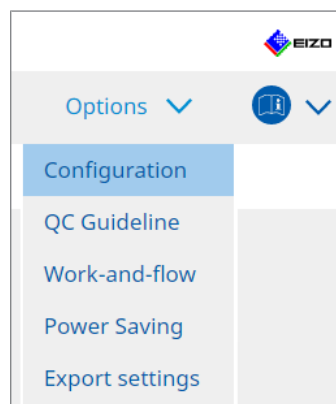 EIZO
Options
Configuration
QC Guideline
Work-and-flow
Power Saving
Export settings